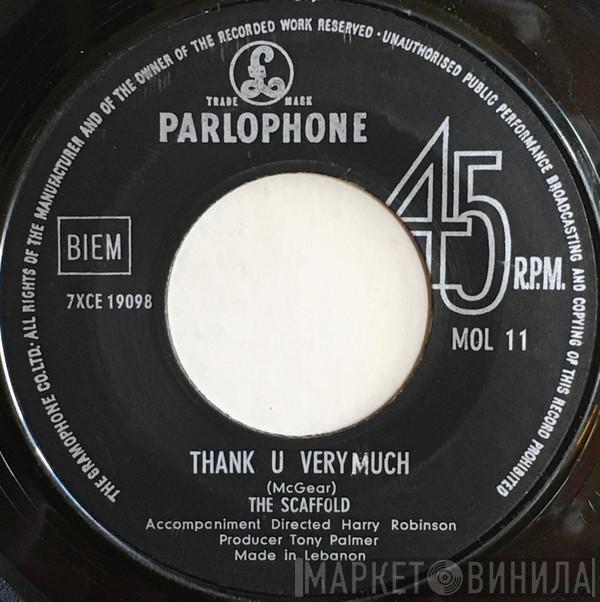 THE GRAMOPHONE CO.LTD. · ALL RIGHTS OF THE MANUFACTURER AND OF THE OWNER OF THE RECORDED WORK RESERVED · UNAUTHORISED PUBLIC PERFORMANCE BROADCASTING AND COPYING OF THIS RECORD PROHIBITED
£
TRADE MARK
PARLOPHONE
45
R.P.M.
BIEM
7XCE 19098
MOL 11
THANK U VERY MUCH
(McGear)
THE SCAFFOLD
Accompaniment Directed Harry Robinson
Producer Tony Palmer
Made in Lebanon
МАРКЕТ ВИНИЛА